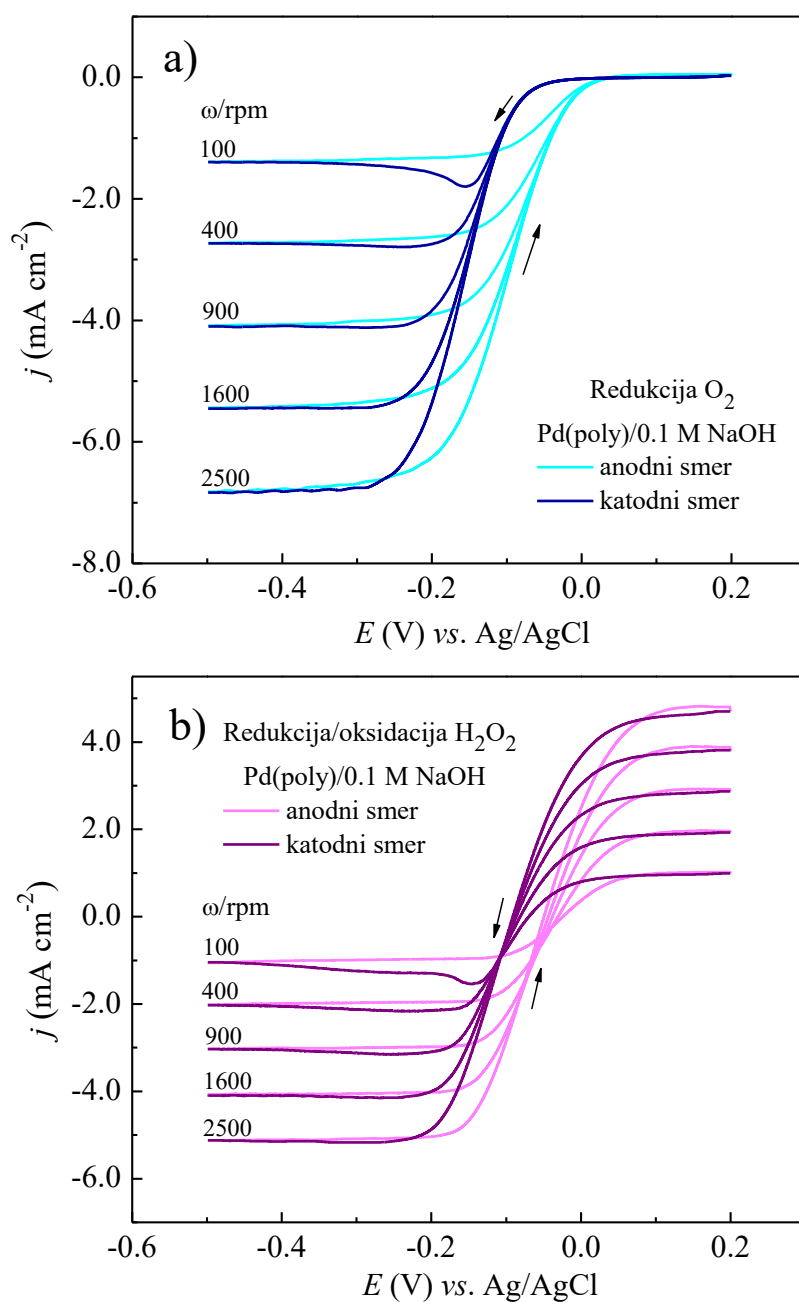 a)
0.0
-2.0
-4.0
-6.0
-8.0
j (mA cm⁻²)
ω/rpm
100
400
900
1600
2500
Redukcija O₂
Pd(poly)/0.1 M NaOH
anodni smer
katodni smer
-0.6 -0.4 -0.2 0.0 0.2
E (V) vs. Ag/AgCl
b)
Redukcija/oksidacija H₂O₂
Pd(poly)/0.1 M NaOH
anodni smer
katodni smer
4.0
2.0
0.0
-2.0
-4.0
-6.0
j (mA cm⁻²)
ω/rpm
100
400
900
1600
2500
-0.6 -0.4 -0.2 0.0 0.2
E (V) vs. Ag/AgCl